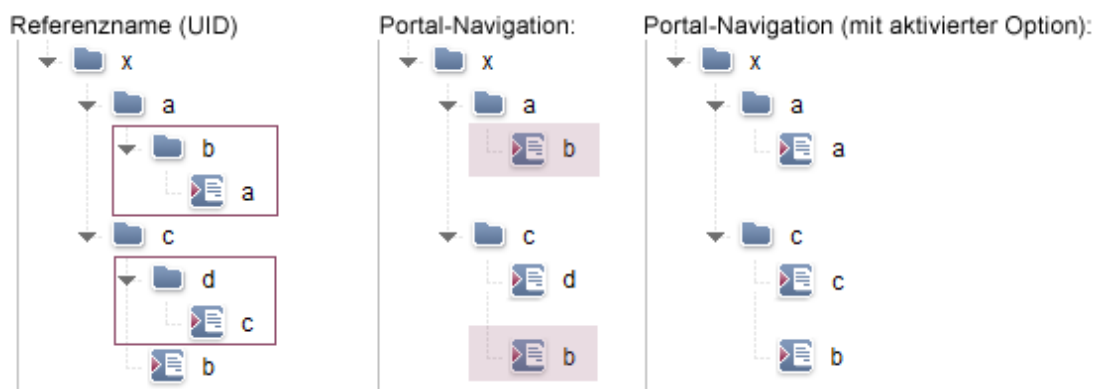 Referenzname (UID)
x
a
b
a
c
d
c
b
Portal-Navigation:
x
a
b
c
d
b
Portal-Navigation (mit aktivierter Option):
x
a
a
c
c
b